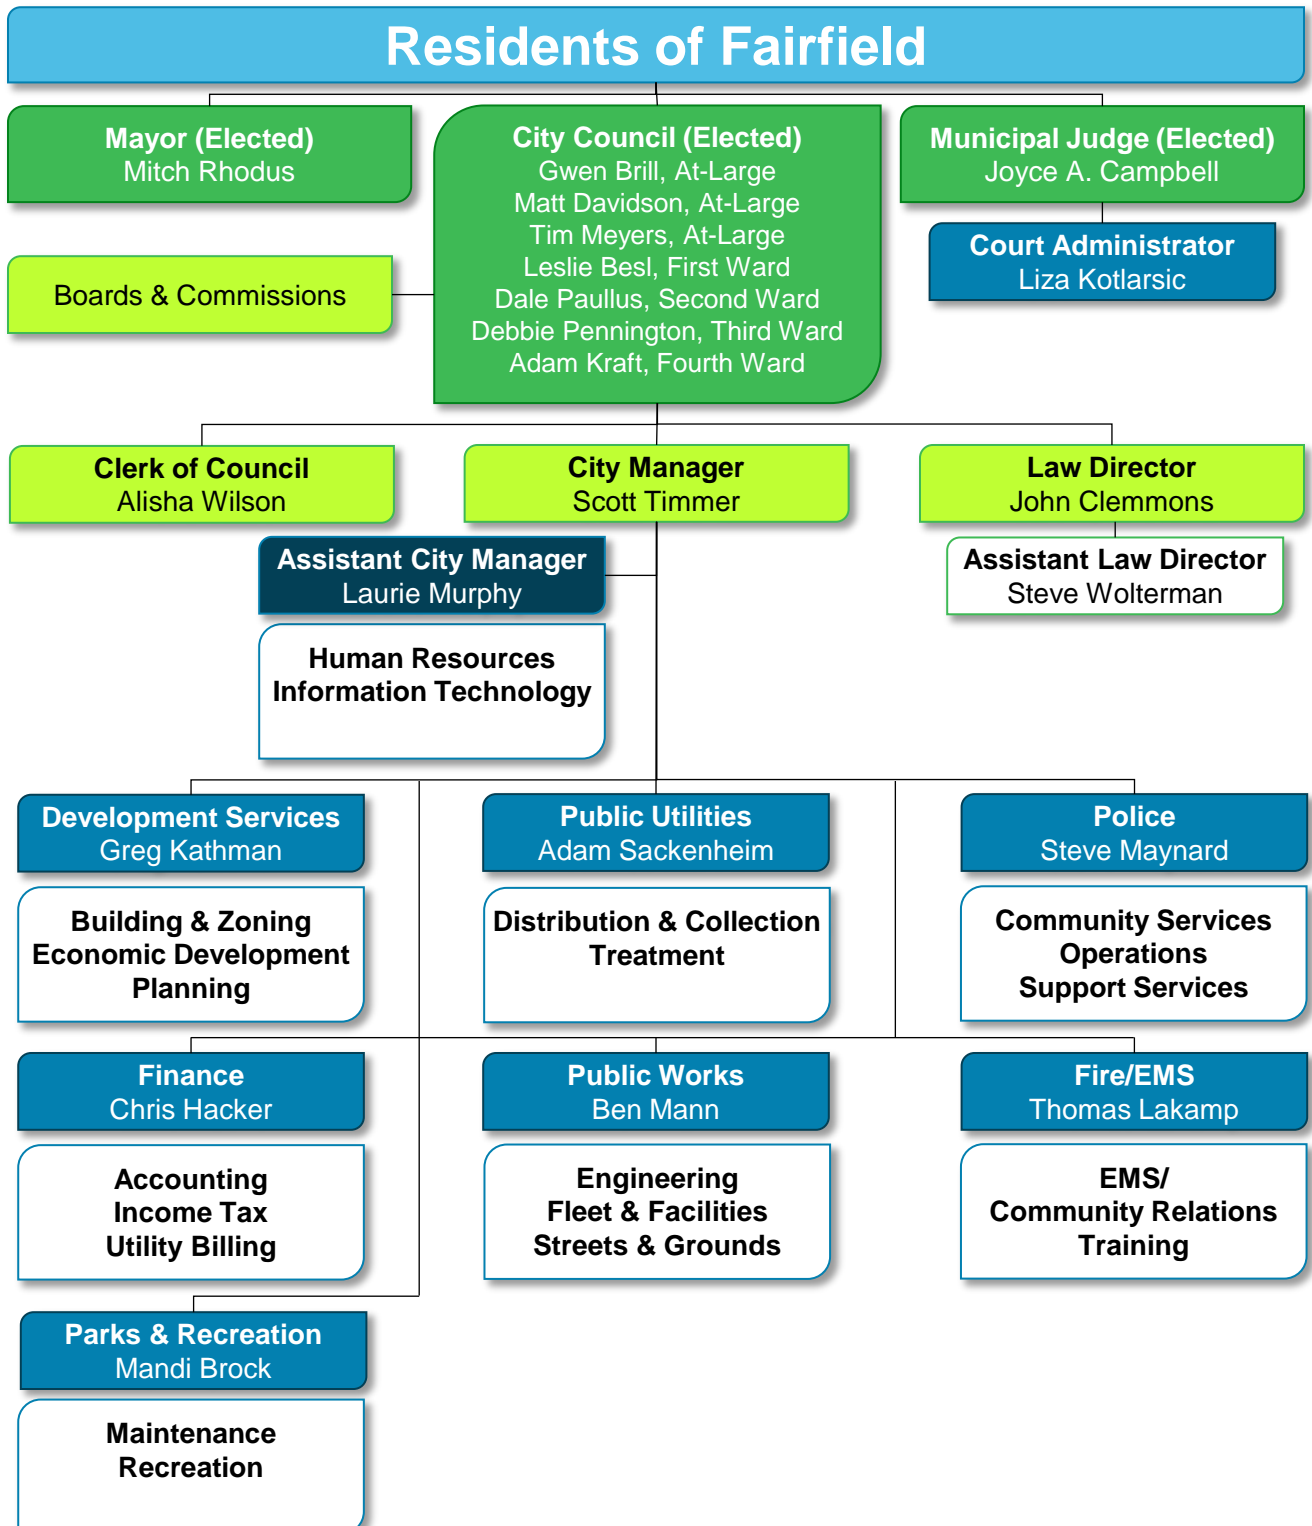 Residents of Fairfield
Mayor (Elected)
Mitch Rhodus
City Council (Elected)
Gwen Brill, At-Large
Matt Davidson, At-Large
Tim Meyers, At-Large
Leslie Besl, First Ward
Dale Paullus, Second Ward
Debbie Pennington, Third Ward
Adam Kraft, Fourth Ward
Municipal Judge (Elected)
Joyce A. Campbell
Court Administrator
Liza Kotlarsic
Boards & Commissions
Clerk of Council
Alisha Wilson
City Manager
Scott Timmer
Law Director
John Clemmons
Assistant City Manager
Laurie Murphy
Assistant Law Director
Steve Wolterman
Human Resources
Information Technology
Development Services
Greg Kathman
Building & Zoning
Economic Development
Planning
Public Utilities
Adam Sackenheim
Distribution & Collection
Treatment
Police
Steve Maynard
Community Services
Operations
Support Services
Finance
Chris Hacker
Accounting
Income Tax
Utility Billing
Public Works
Ben Mann
Engineering
Fleet & Facilities
Streets & Grounds
Fire/EMS
Thomas Lakamp
EMS/
Community Relations
Training
Parks & Recreation
Mandi Brock
Maintenance
Recreation